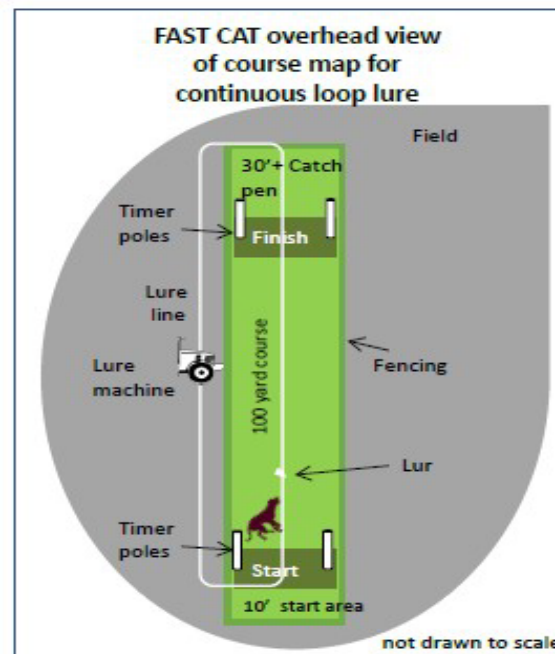 FAST CAT overhead view
of course map for
continuous loop lure
Field
30'+ Catch
pen
Timer
poles
Finish
Lure
line
Lure
machine
100 yard course
Fencing
Lur
Timer
poles
Start
10' start area
not drawn to scale